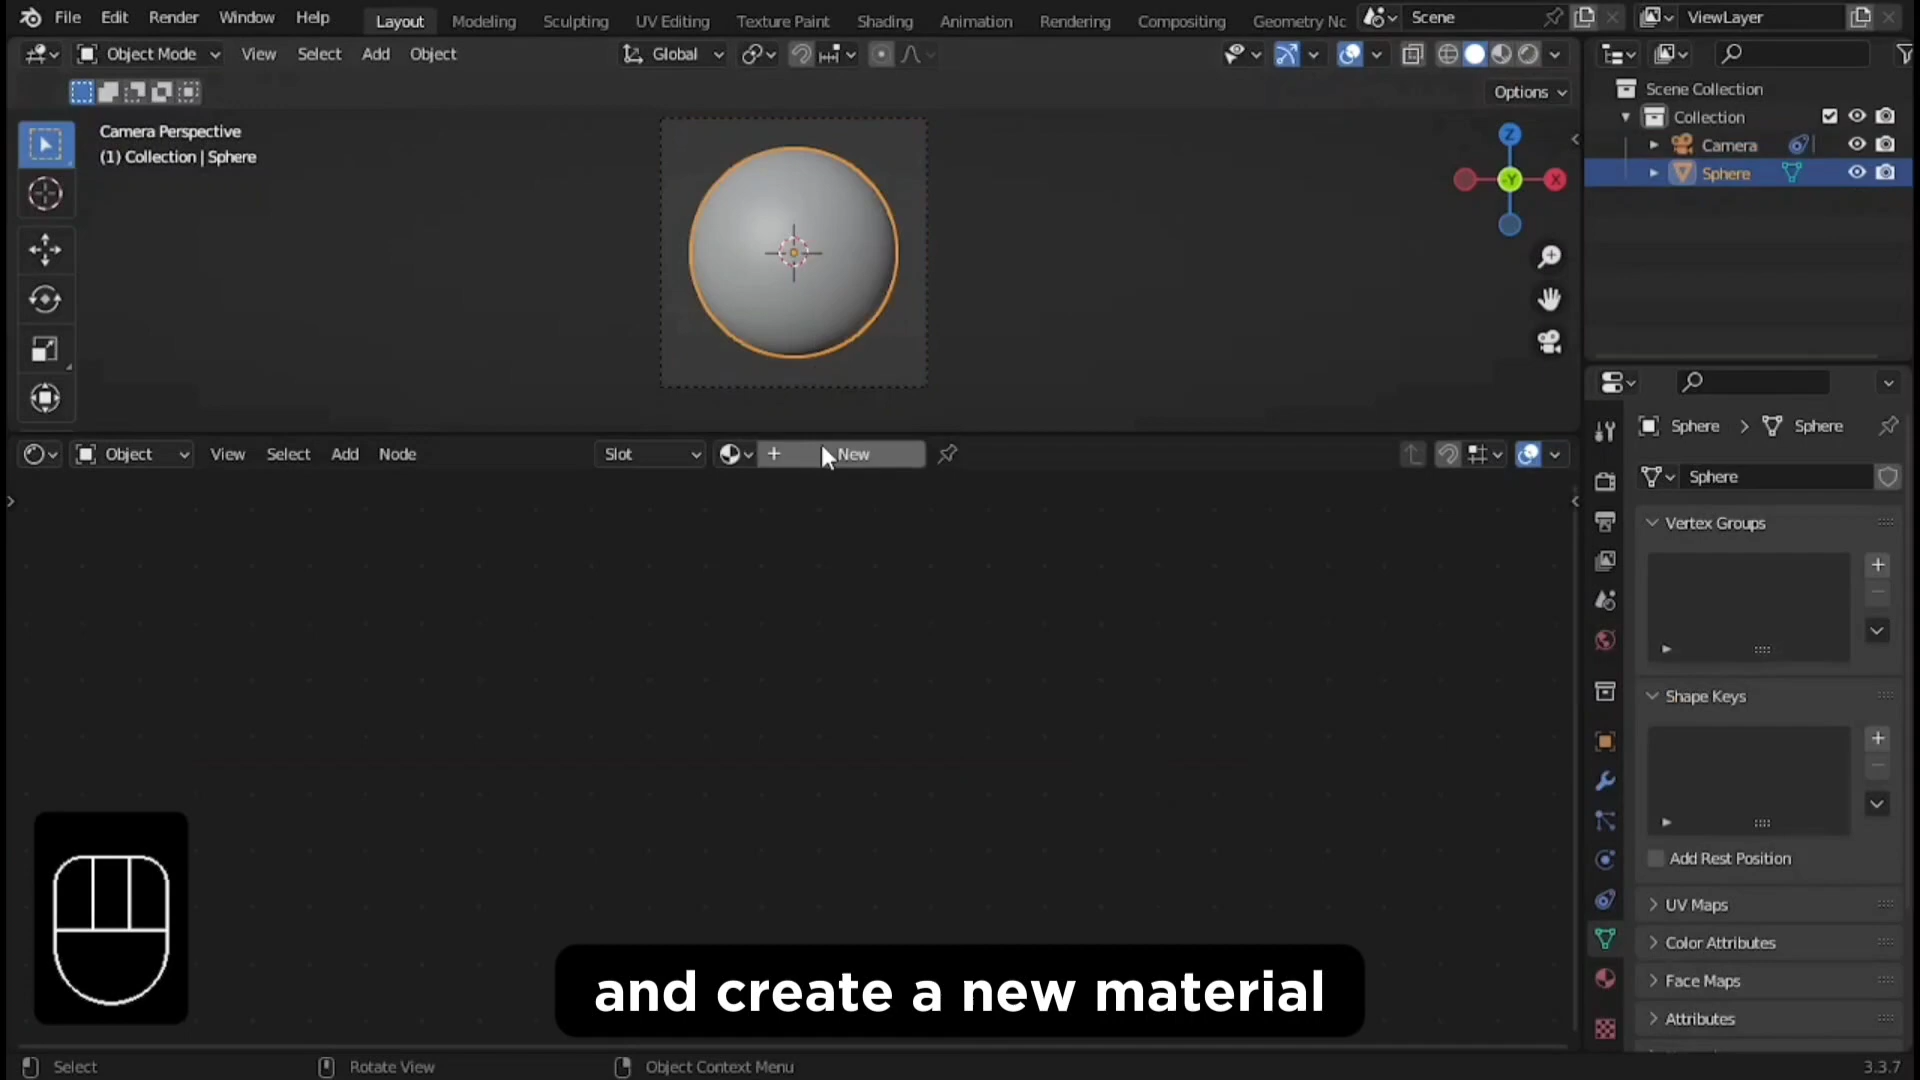 File Edit Render Window Help Layout Modeling Sculpting UV Editing Texture Paint Shading Animation Rendering Compositing Geometry Nc Scene ViewLayer
Object Mode View Select Add Object Global
Options
Camera Perspective
(1) Collection | Sphere
Z
-Y
X
Scene Collection
Collection
Camera
Sphere
Object View Select Add Node Slot + New
Sphere > Sphere
Sphere
Vertex Groups
Shape Keys
Add Rest Position
UV Maps
Color Attributes
Face Maps
Attributes
and create a new material
Select Rotate View Object Context Menu 3.3.7